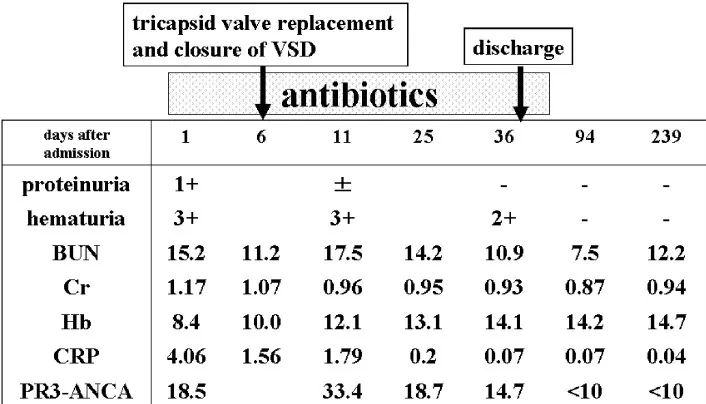 tricapsid valve replacement
and closure of VSD
discharge
antibiotics
days after
admission 1 6 11 25 36 94 239
proteinuria 1+ ± - - -
hematuria 3+ 3+ 2+ - -
BUN 15.2 11.2 17.5 14.2 10.9 7.5 12.2
Cr 1.17 1.07 0.96 0.95 0.93 0.87 0.94
Hb 8.4 10.0 12.1 13.1 14.1 14.2 14.7
CRP 4.06 1.56 1.79 0.2 0.07 0.07 0.04
PR3-ANCA 18.5 33.4 18.7 14.7 <10 <10